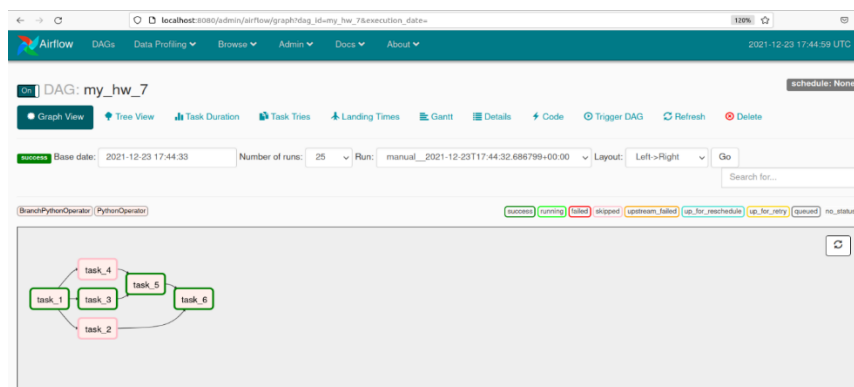 localhost:8080/admin/airflow/graph?dag_id=my_hw_7&execution_date=
120%
Airflow DAGs Data Profiling Browse Admin Docs About 2021-12-23 17:44:59 UTC
On DAG: my_hw_7 schedule: None
Graph View Tree View Task Duration Task Tries Landing Times Gantt Details Code Trigger DAG Refresh Delete
success Base date: 2021-12-23 17:44:33 Number of runs: 25 Run: manual__2021-12-23T17:44:32.686799+00:00 Layout: Left->Right Go
Search for...
BranchPythonOperator PythonOperator success running failed skipped upstream_failed up_for_reschedule up_for_retry queued no_status
task_4
task_5
task_1 task_3 task_6
task_2